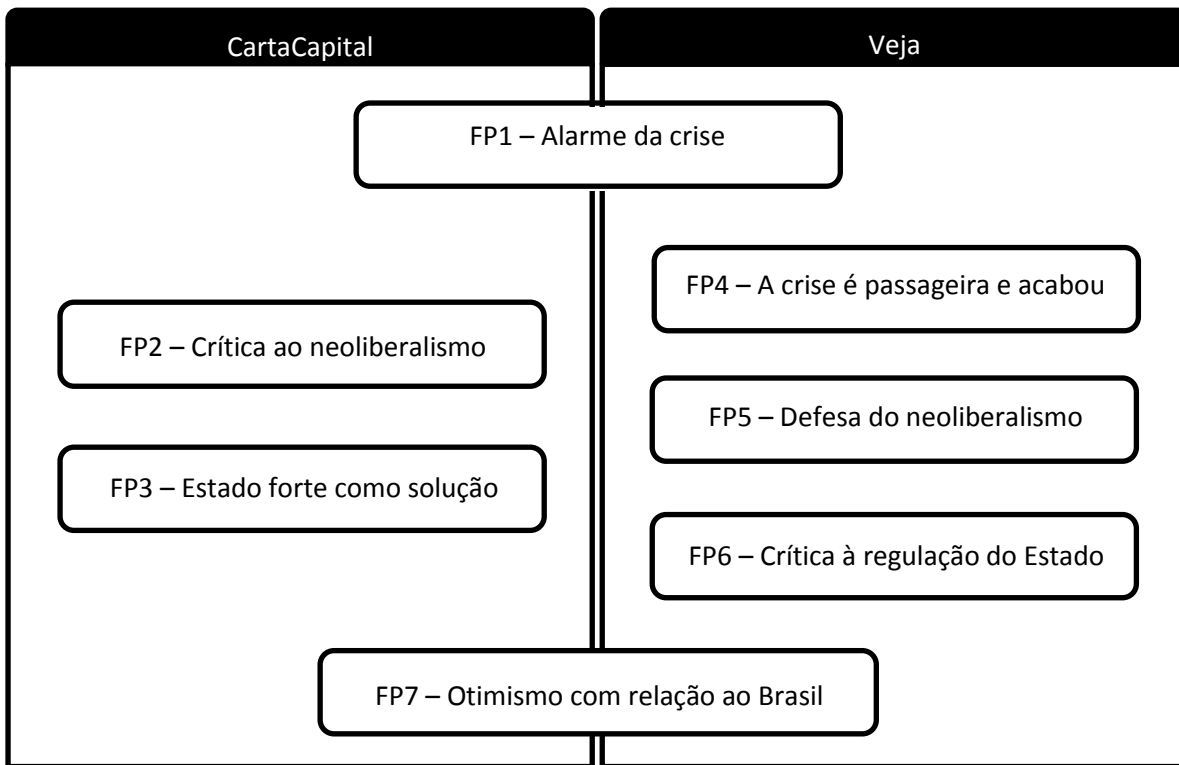 CartaCapital
Veja
FP1 – Alarme da crise
FP4 – A crise é passageira e acabou
FP2 – Crítica ao neoliberalismo
FP5 – Defesa do neoliberalismo
FP3 – Estado forte como solução
FP6 – Crítica à regulação do Estado
FP7 – Otimismo com relação ao Brasil